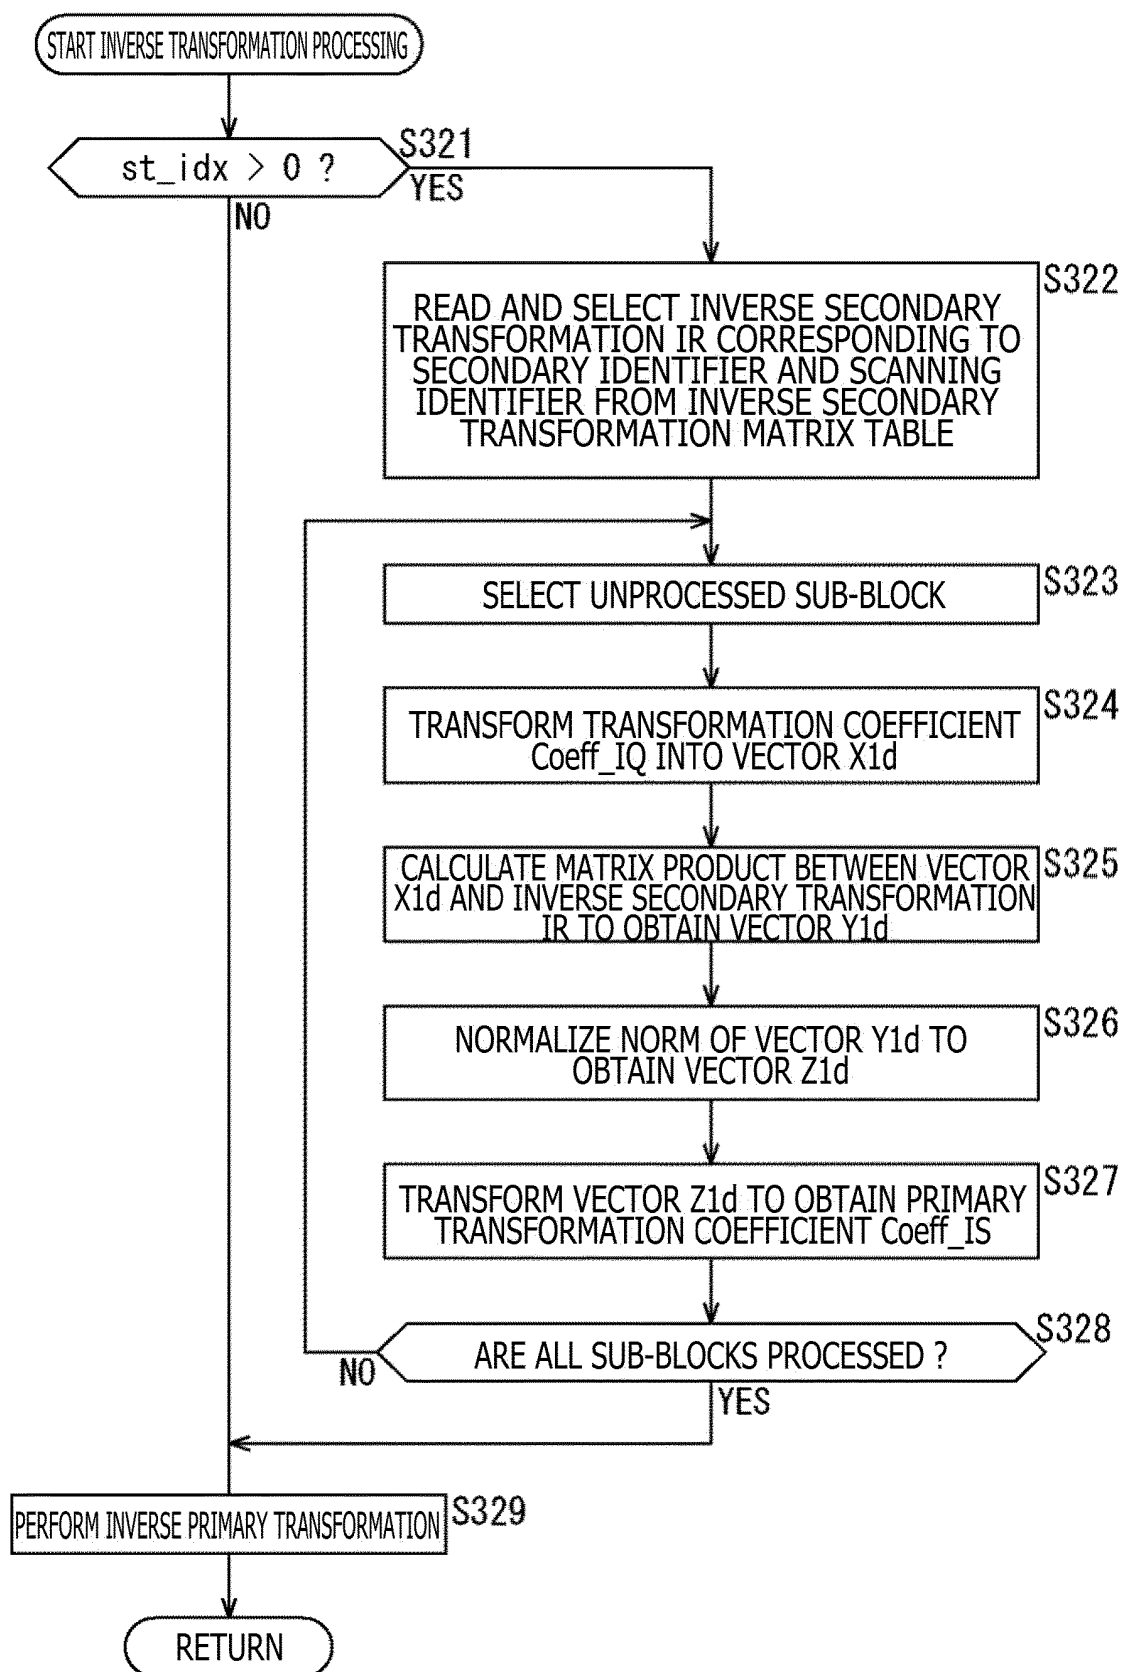 START INVERSE TRANSFORMATION PROCESSING
S321
st_idx > 0 ?
YES
NO
S322
READ AND SELECT INVERSE SECONDARY
TRANSFORMATION IR CORRESPONDING TO
SECONDARY IDENTIFIER AND SCANNING
IDENTIFIER FROM INVERSE SECONDARY
TRANSFORMATION MATRIX TABLE
S323
SELECT UNPROCESSED SUB-BLOCK
S324
TRANSFORM TRANSFORMATION COEFFICIENT
Coeff_IQ INTO VECTOR X1d
S325
CALCULATE MATRIX PRODUCT BETWEEN VECTOR
X1d AND INVERSE SECONDARY TRANSFORMATION
IR TO OBTAIN VECTOR Y1d
S326
NORMALIZE NORM OF VECTOR Y1d TO
OBTAIN VECTOR Z1d
S327
TRANSFORM VECTOR Z1d TO OBTAIN PRIMARY
TRANSFORMATION COEFFICIENT Coeff_IS
S328
ARE ALL SUB-BLOCKS PROCESSED ?
NO
YES
S329
PERFORM INVERSE PRIMARY TRANSFORMATION
RETURN